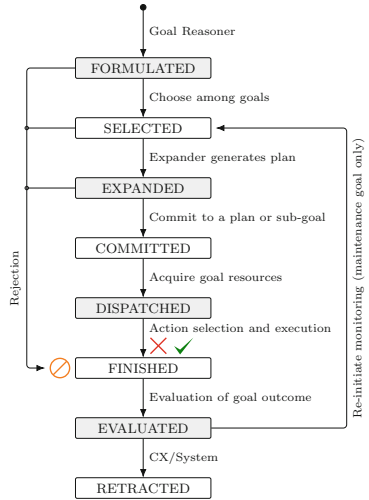 Goal Reasoner
FORMULATED
Choose among goals
SELECTED
Expander generates plan
EXPANDED
Commit to a plan or sub-goal
COMMITTED
Acquire goal resources
DISPATCHED
Action selection and execution
FINISHED
Evaluation of goal outcome
EVALUATED
CX/System
RETRACTED
Rejection
Re-initiate monitoring (maintenance goal only)